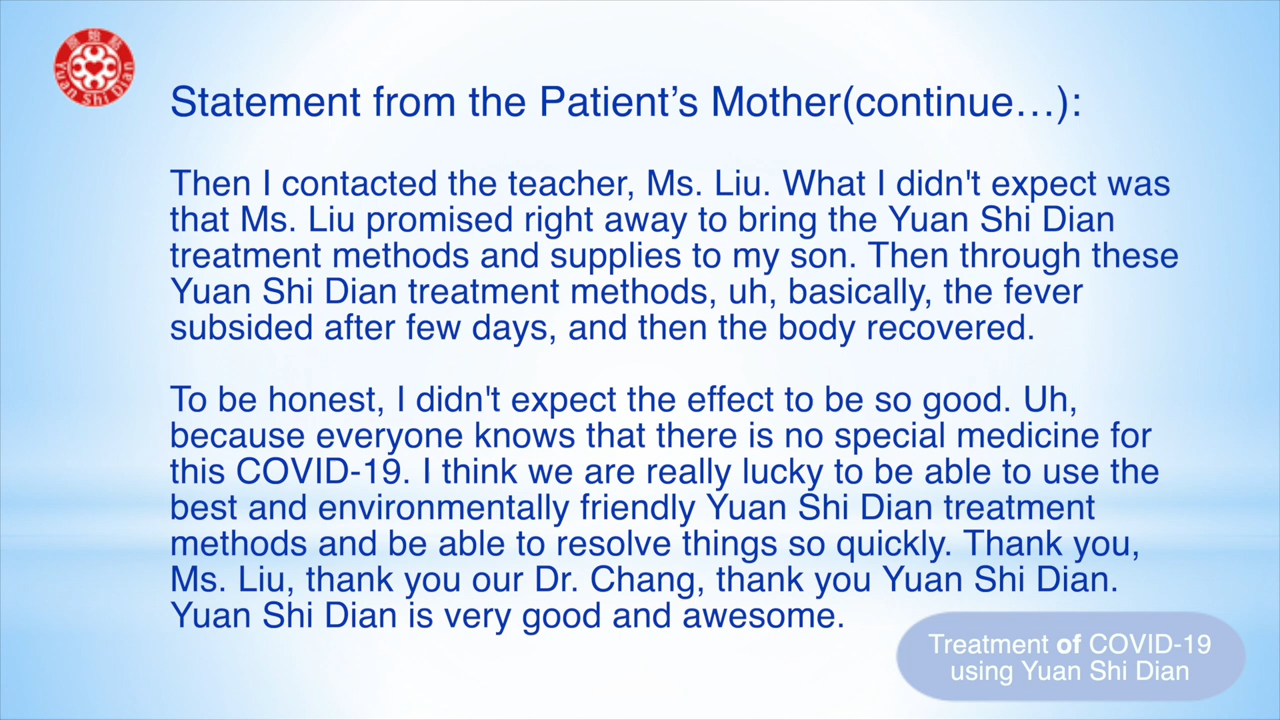 原始點
Yuan Shi Dian
Statement from the Patient’s Mother(continue…):
Then I contacted the teacher, Ms. Liu. What I didn't expect was
that Ms. Liu promised right away to bring the Yuan Shi Dian
treatment methods and supplies to my son. Then through these
Yuan Shi Dian treatment methods, uh, basically, the fever
subsided after few days, and then the body recovered.
To be honest, I didn't expect the effect to be so good. Uh,
because everyone knows that there is no special medicine for
this COVID-19. I think we are really lucky to be able to use the
best and environmentally friendly Yuan Shi Dian treatment
methods and be able to resolve things so quickly. Thank you,
Ms. Liu, thank you our Dr. Chang, thank you Yuan Shi Dian.
Yuan Shi Dian is very good and awesome.
Treatment of COVID-19
using Yuan Shi Dian